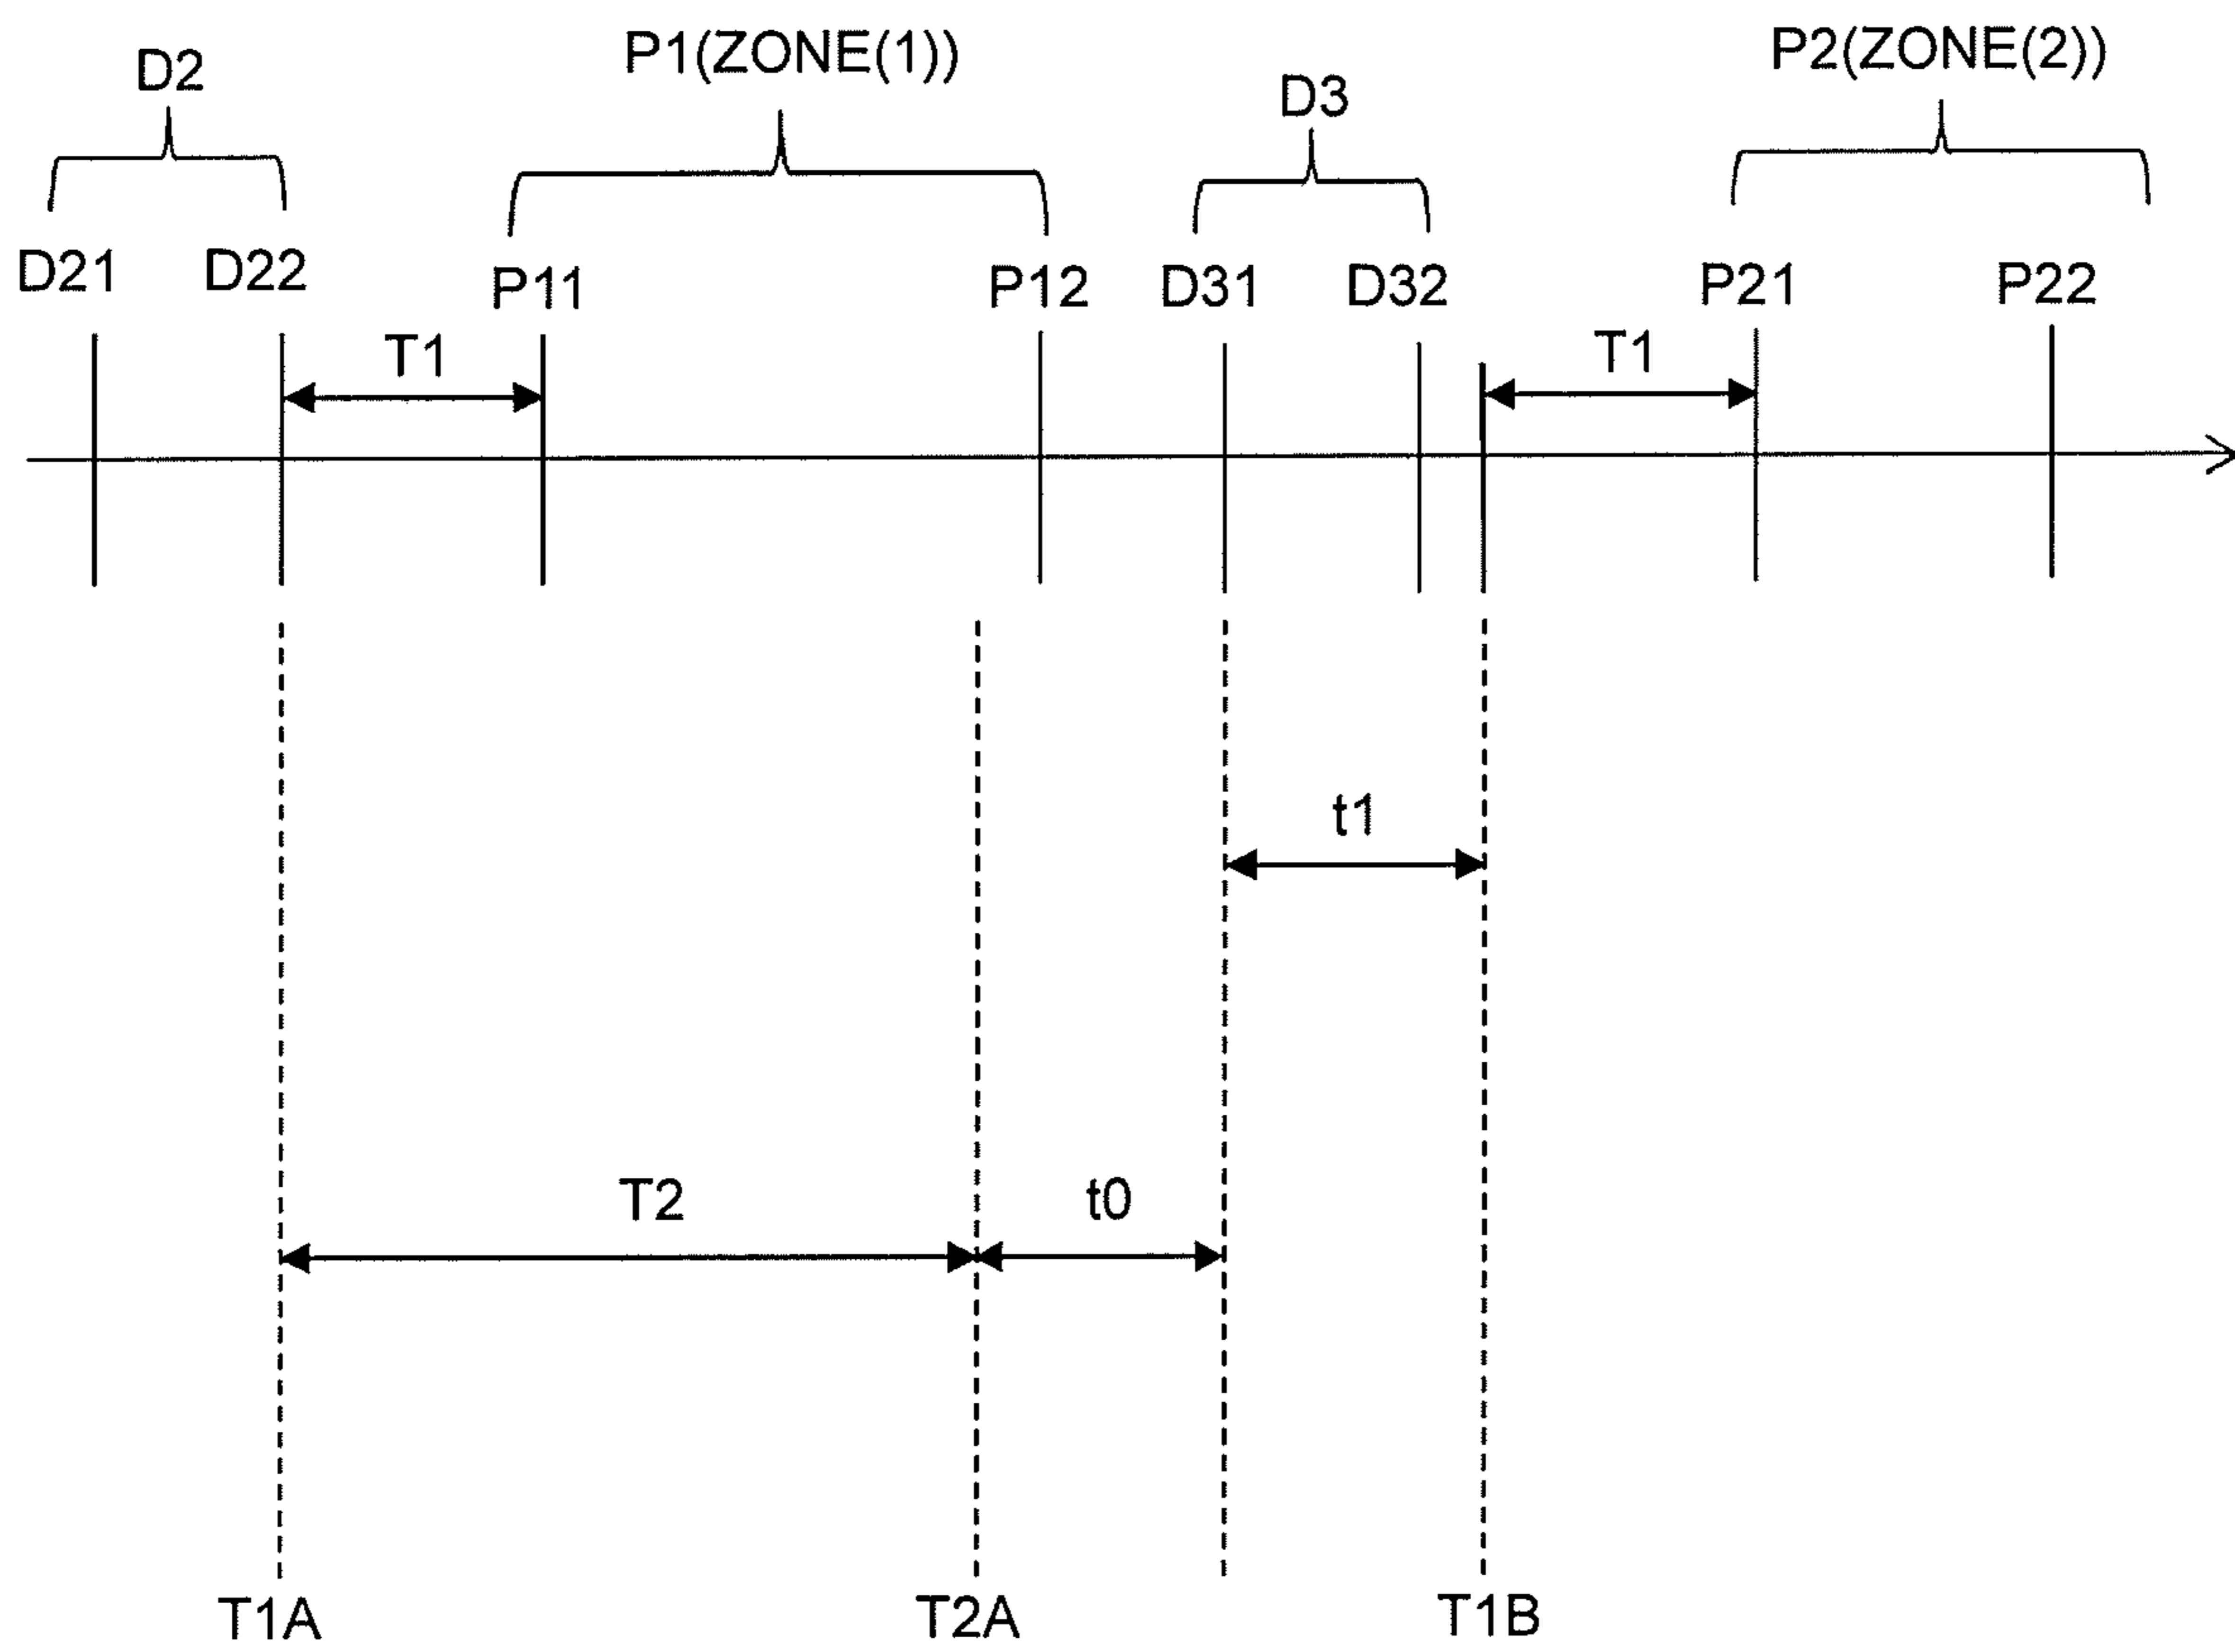 D2
P1(ZONE(1))
D3
P2(ZONE(2))
D21
D22
P11
P12
D31
D32
P21
P22
T1
T1
t1
T2
t0
T1A
T2A
T1B